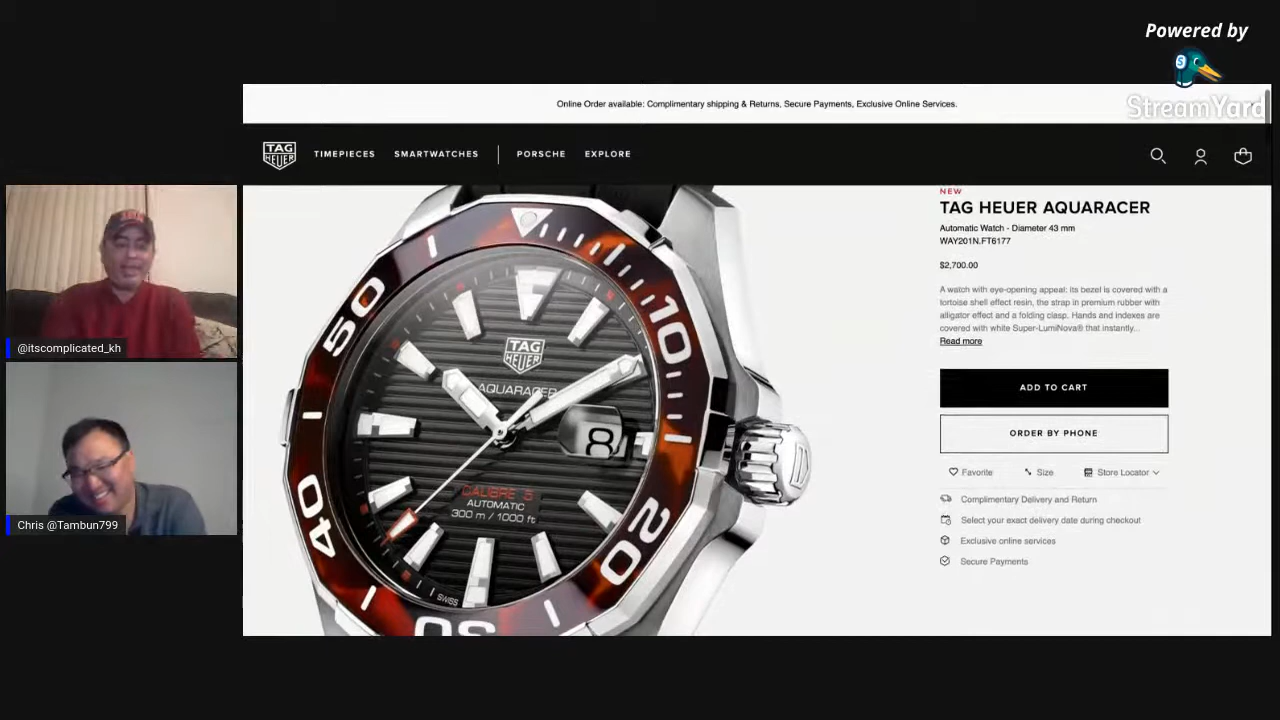 Powered by
StreamYard
Online Order available: Complimentary shipping & Returns, Secure Payments, Exclusive Online Services.
TAG HEUER
TIMEPIECES SMARTWATCHES PORSCHE EXPLORE
@itscomplicated_kh
Chris @Tambun799
50
10
40
20
30
TAG HEUER
AQUARACER
8
CALIBRE 5
AUTOMATIC
300 m / 1000 ft
SWISS
NEW
TAG HEUER AQUARACER
Automatic Watch - Diameter 43 mm
WAY201N.FT6177
$2,700.00
A watch with eye-opening appeal: its bezel is covered with a
tortoise shell effect resin, the strap in premium rubber with
alligator effect and a folding clasp. Hands and indexes are
covered with white Super-LumiNova® that instantly...
Read more
ADD TO CART
ORDER BY PHONE
Favorite Size Store Locator
Complimentary Delivery and Return
Select your exact delivery date during checkout
Exclusive online services
Secure Payments